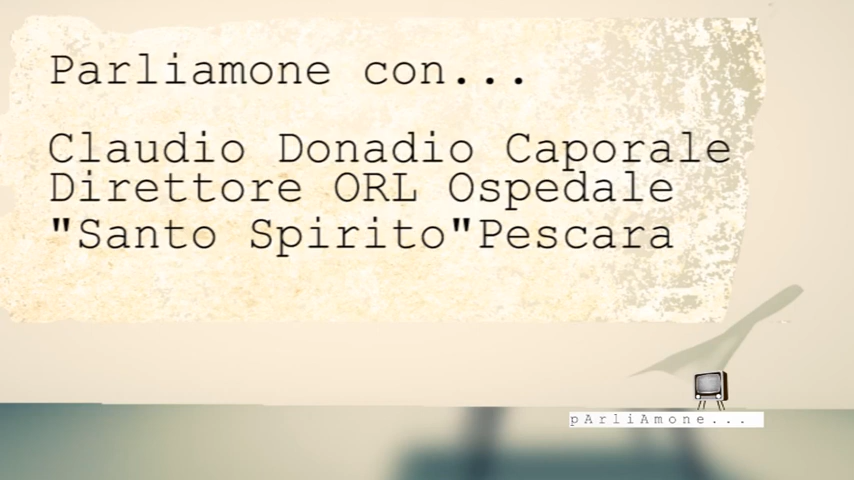 Parliamone con...
Claudio Donadio Caporale
Direttore ORL Ospedale
"Santo Spirito"Pescara
pArliAmone...